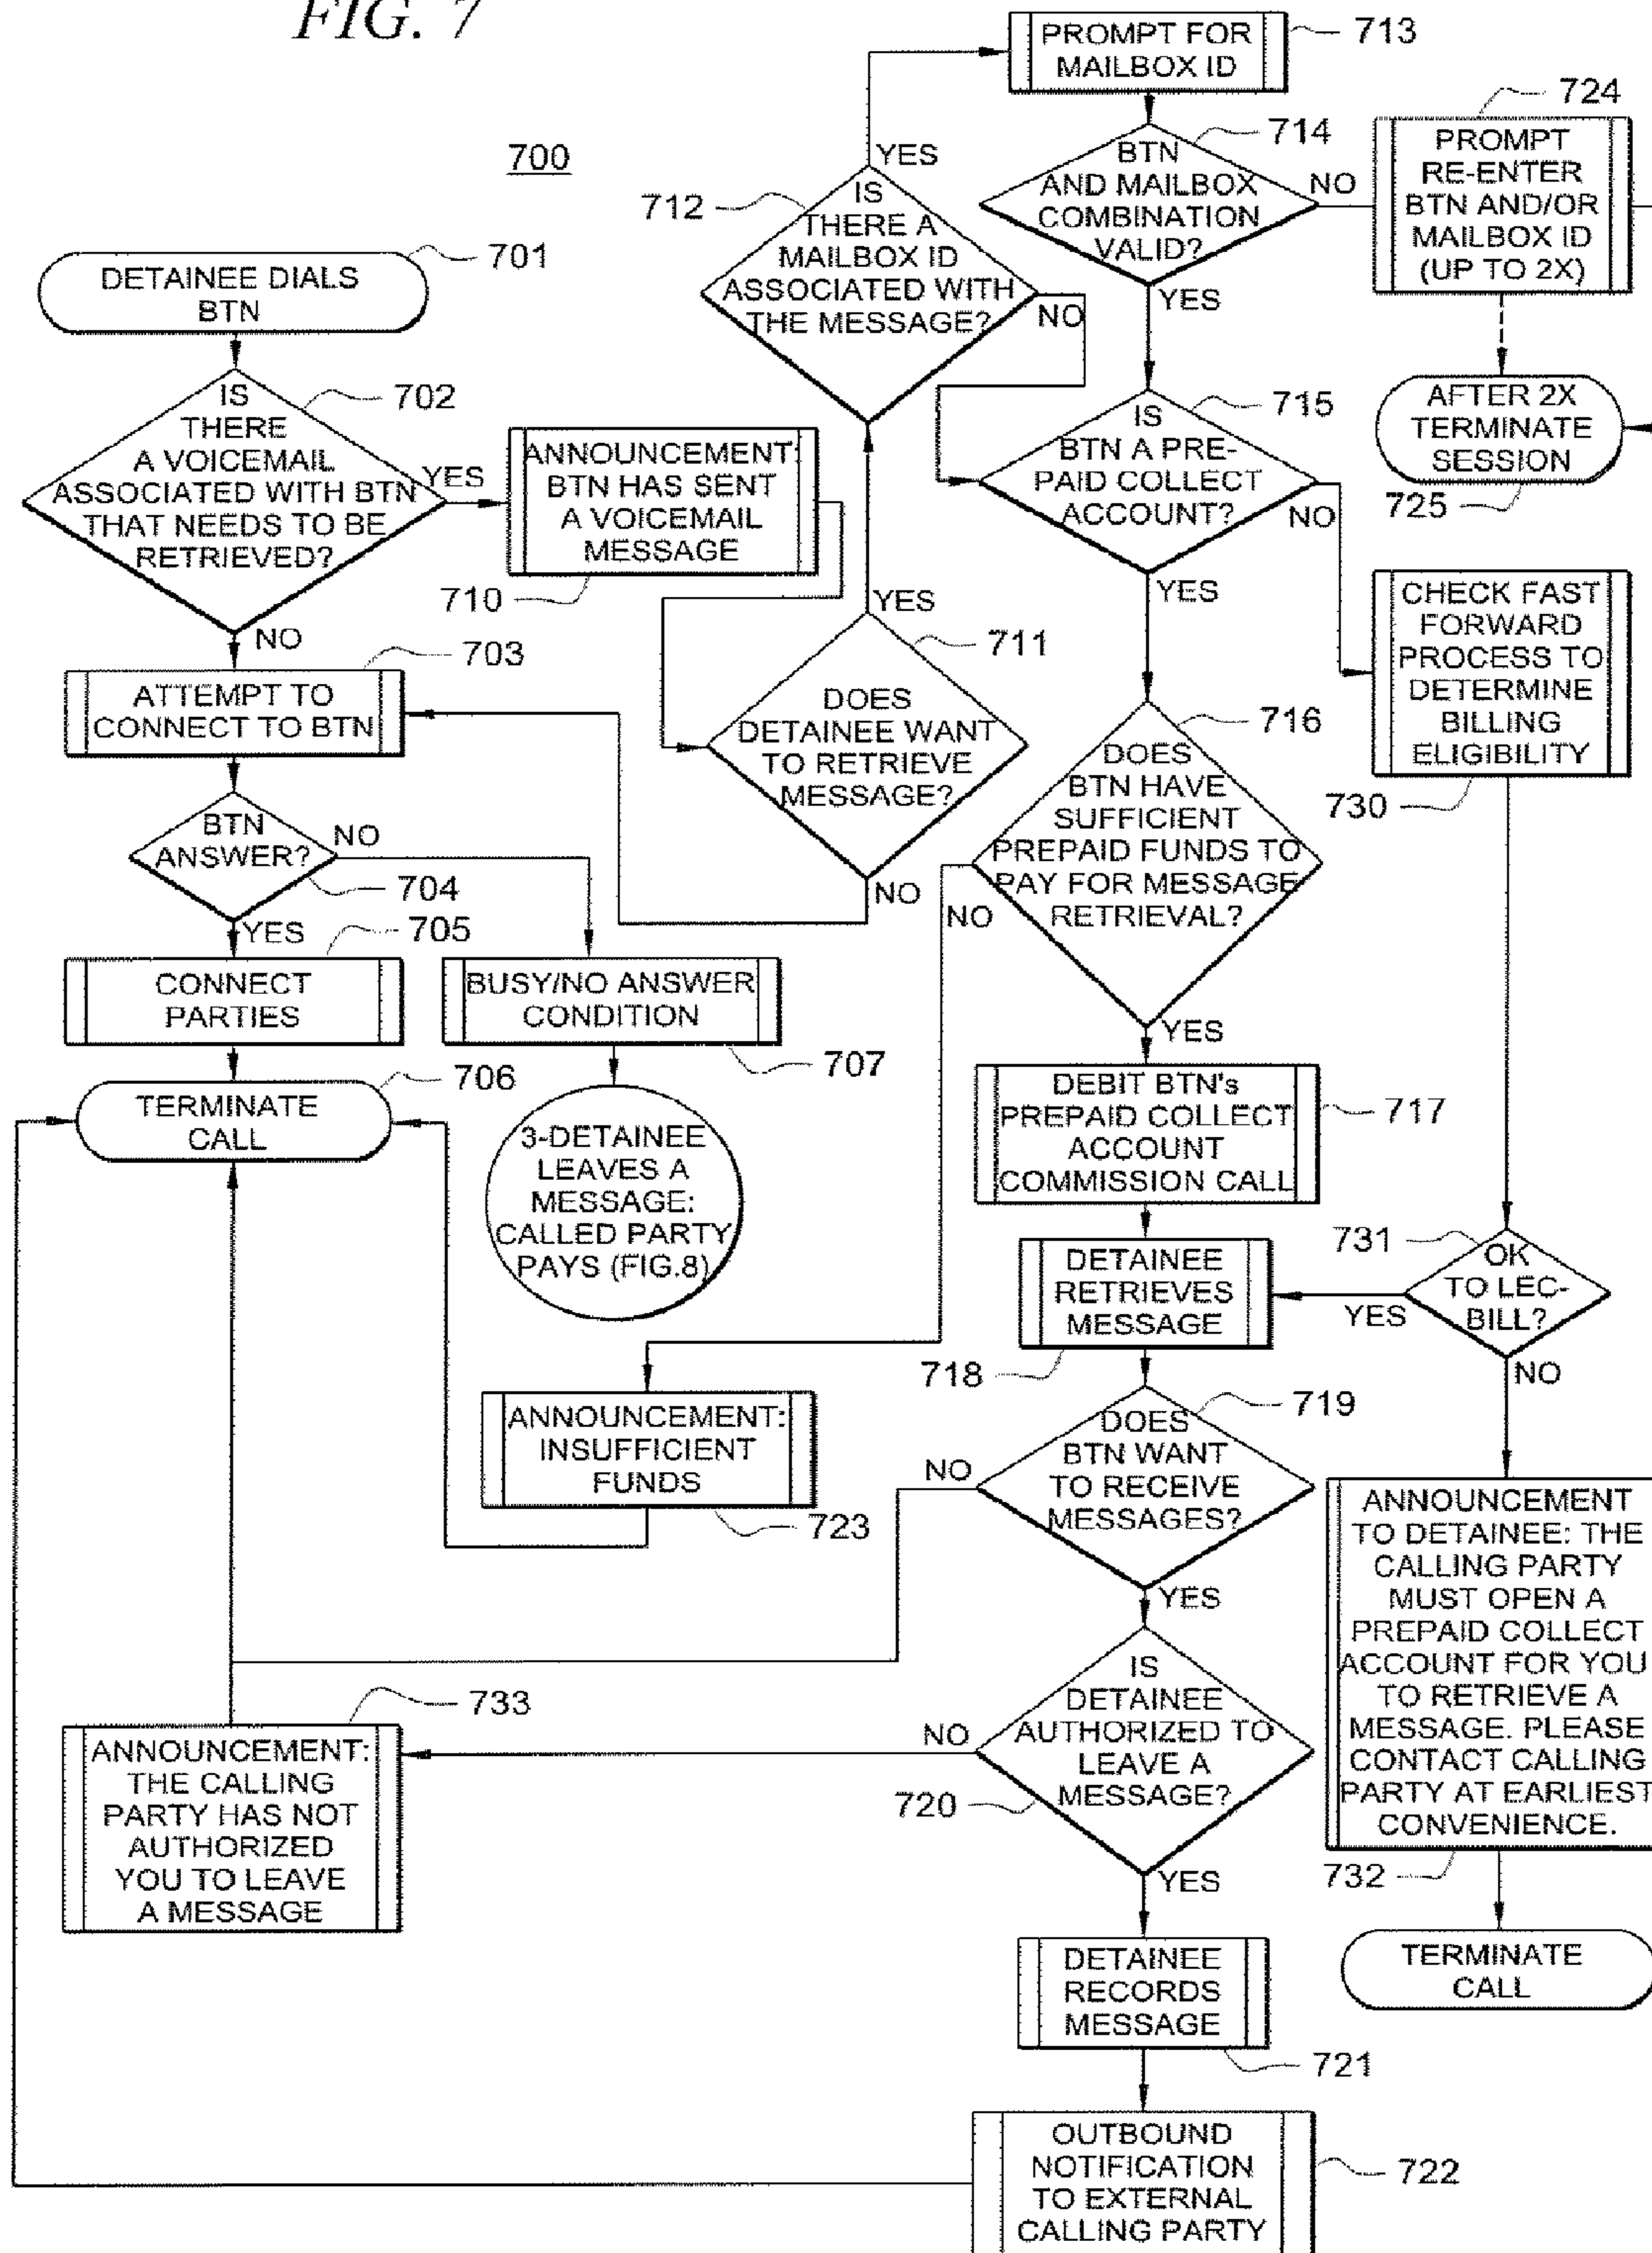 FIG. 7
700
701
DETAINEE DIALS
BTN
702
IS
THERE
A VOICEMAIL
ASSOCIATED WITH BTN
THAT NEEDS TO BE
RETRIEVED?
YES
NO
703
ATTEMPT TO
CONNECT TO BTN
BTN
ANSWER?
NO
704
YES
705
CONNECT
PARTIES
706
TERMINATE
CALL
BUSY/NO ANSWER
CONDITION
707
3-DETAINEE
LEAVES A
MESSAGE:
CALLED PARTY
PAYS (FIG.8)
ANNOUNCEMENT:
BTN HAS SENT
A VOICEMAIL
MESSAGE
710
YES
711
DOES
DETAINEE WANT
TO RETRIEVE
MESSAGE?
NO
YES
712
IS
THERE A
MAILBOX ID
ASSOCIATED WITH
THE MESSAGE?
NO
PROMPT FOR
MAILBOX ID
713
714
BTN
AND MAILBOX
COMBINATION
VALID?
NO
YES
724
PROMPT
RE-ENTER
BTN AND/OR
MAILBOX ID
(UP TO 2X)
AFTER 2X
TERMINATE
SESSION
725
715
IS
BTN A PRE-
PAID COLLECT
ACCOUNT?
NO
YES
716
DOES
BTN HAVE
SUFFICIENT
PREPAID FUNDS TO
PAY FOR MESSAGE
RETRIEVAL?
NO
YES
DEBIT BTN's
PREPAID COLLECT
ACCOUNT
COMMISSION CALL
717
DETAINEE
RETRIEVES
MESSAGE
718
719
DOES
BTN WANT
TO RECEIVE
MESSAGES?
NO
YES
IS
DETAINEE
AUTHORIZED TO
LEAVE A
MESSAGE?
NO
720
YES
DETAINEE
RECORDS
MESSAGE
721
OUTBOUND
NOTIFICATION
TO EXTERNAL
CALLING PARTY
722
ANNOUNCEMENT:
INSUFFICIENT
FUNDS
723
733
ANNOUNCEMENT:
THE CALLING
PARTY HAS NOT
AUTHORIZED
YOU TO LEAVE
A MESSAGE
CHECK FAST
FORWARD
PROCESS TO
DETERMINE
BILLING
ELIGIBILITY
730
731
OK
TO LEC-
BILL?
YES
NO
ANNOUNCEMENT
TO DETAINEE: THE
CALLING PARTY
MUST OPEN A
PREPAID COLLECT
ACCOUNT FOR YOU
TO RETRIEVE A
MESSAGE. PLEASE
CONTACT CALLING
PARTY AT EARLIEST
CONVENIENCE.
732
TERMINATE
CALL